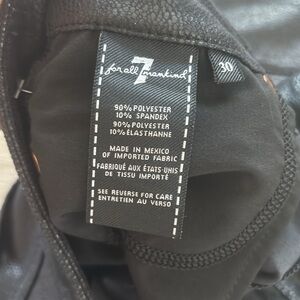 7
for all mankind
30
90% POLYESTER
10% SPANDEX
90% POLYESTER
10% ÉLASTHANNE
MADE IN MEXICO
OF IMPORTED FABRIC
FABRIQUÉ AUX ÉTATS UNIS
DE TISSU IMPORTÉ
SEE REVERSE FOR CARE
ENTRETIEN AU VERSO